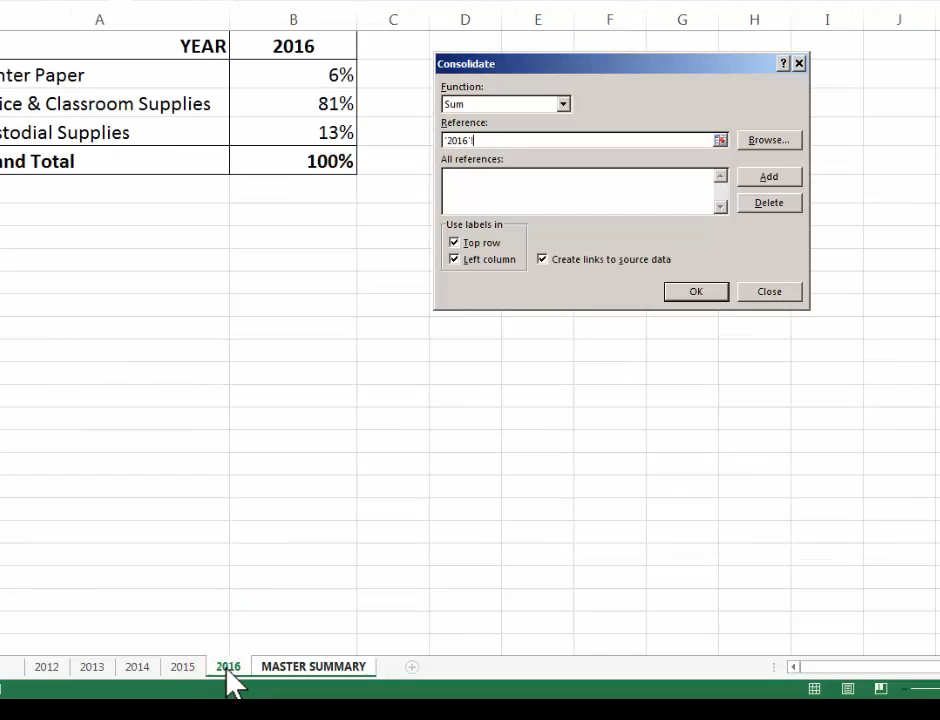 A B C D E F G H I J
YEAR 2016
nter Paper 6%
ice & Classroom Supplies 81%
stodial Supplies 13%
and Total 100%
Consolidate ?
Function:
Sum
Reference:
'2016'! Browse...
All references:
Add
Delete
Use labels in
Top row
Left column Create links to source data
OK Close
2012 2013 2014 2015 2016 MASTER SUMMARY